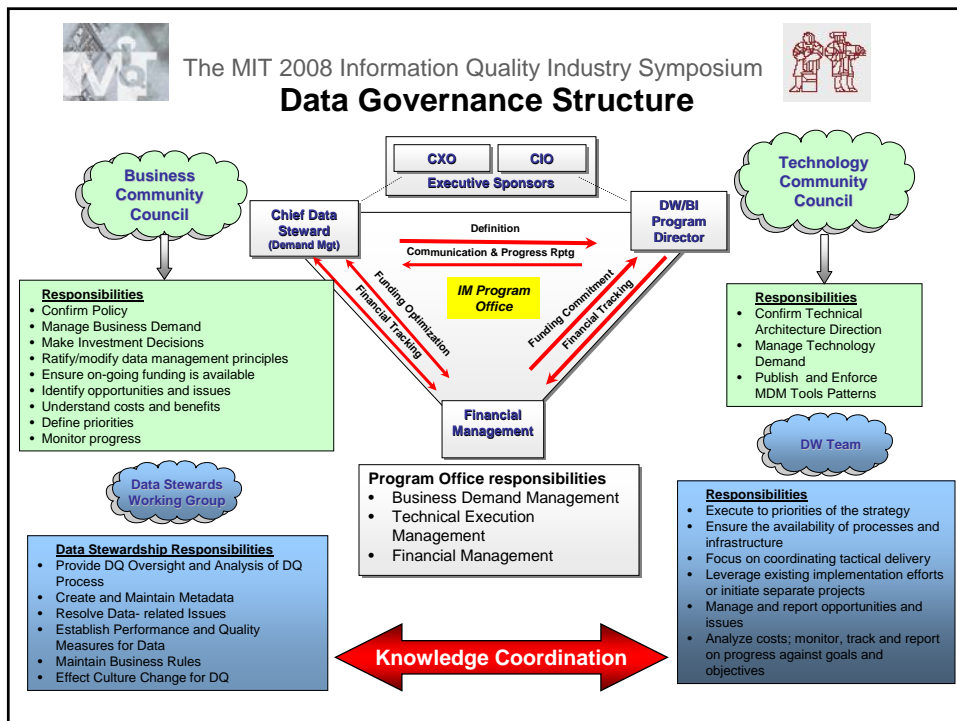 The MIT 2008 Information Quality Industry Symposium
Data Governance Structure
CXO
CIO
Executive Sponsors
Business
Community
Council
Technology
Community
Council
Chief Data
Steward
(Demand Mgt)
DW/BI
Program
Director
Definition
Communication & Progress Rptg
IM Program
Office
Funding Optimization
Financial Tracking
Funding Commitment
Financial Tracking
Financial
Management
Responsibilities
• Confirm Policy
• Manage Business Demand
• Make Investment Decisions
• Ratify/modify data management principles
• Ensure on-going funding is available
• Identify opportunities and issues
• Understand costs and benefits
• Define priorities
• Monitor progress
Responsibilities
• Confirm Technical
Architecture Direction
• Manage Technology
Demand
• Publish and Enforce
MDM Tools Patterns
Data Stewards
Working Group
DW Team
Program Office responsibilities
• Business Demand Management
• Technical Execution
Management
• Financial Management
Data Stewardship Responsibilities
• Provide DQ Oversight and Analysis of DQ
Process
• Create and Maintain Metadata
• Resolve Data- related Issues
• Establish Performance and Quality
Measures for Data
• Maintain Business Rules
• Effect Culture Change for DQ
Responsibilities
• Execute to priorities of the strategy
• Ensure the availability of processes and
infrastructure
• Focus on coordinating tactical delivery
• Leverage existing implementation efforts
or initiate separate projects
• Manage and report opportunities and
issues
• Analyze costs; monitor, track and report
on progress against goals and
objectives
Knowledge Coordination